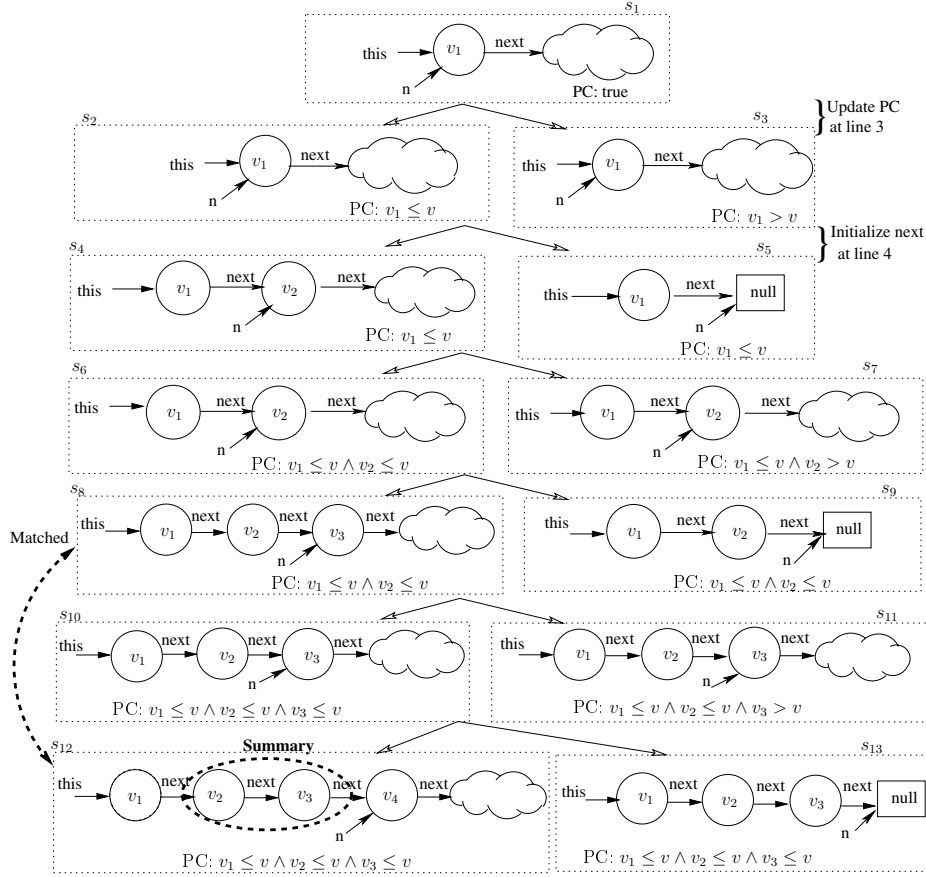 s1
this v1 next
n
PC: true
Update PC
at line 3
s2
this v1 next
n
PC: v1 ≤ v
s3
this v1 next
n
PC: v1 > v
Initialize next
at line 4
s4
this v1 next v2 next
n
PC: v1 ≤ v
s5
this v1 next null
n
PC: v1 ≤ v
s6
this v1 next v2 next
n
PC: v1 ≤ v ∧ v2 ≤ v
s7
this v1 next v2 next
n
PC: v1 ≤ v ∧ v2 > v
Matched
s8
this v1 next v2 next v3 next
n
PC: v1 ≤ v ∧ v2 ≤ v
s9
this v1 next v2 next null
n
PC: v1 ≤ v ∧ v2 ≤ v
s10
this v1 next v2 next v3 next
n
PC: v1 ≤ v ∧ v2 ≤ v ∧ v3 ≤ v
s11
this v1 next v2 next v3 next
n
PC: v1 ≤ v ∧ v2 ≤ v ∧ v3 > v
s12
Summary
this v1 next v2 next v3 next v4 next
n
PC: v1 ≤ v ∧ v2 ≤ v ∧ v3 ≤ v
s13
this v1 next v2 next v3 next null
n
PC: v1 ≤ v ∧ v2 ≤ v ∧ v3 ≤ v